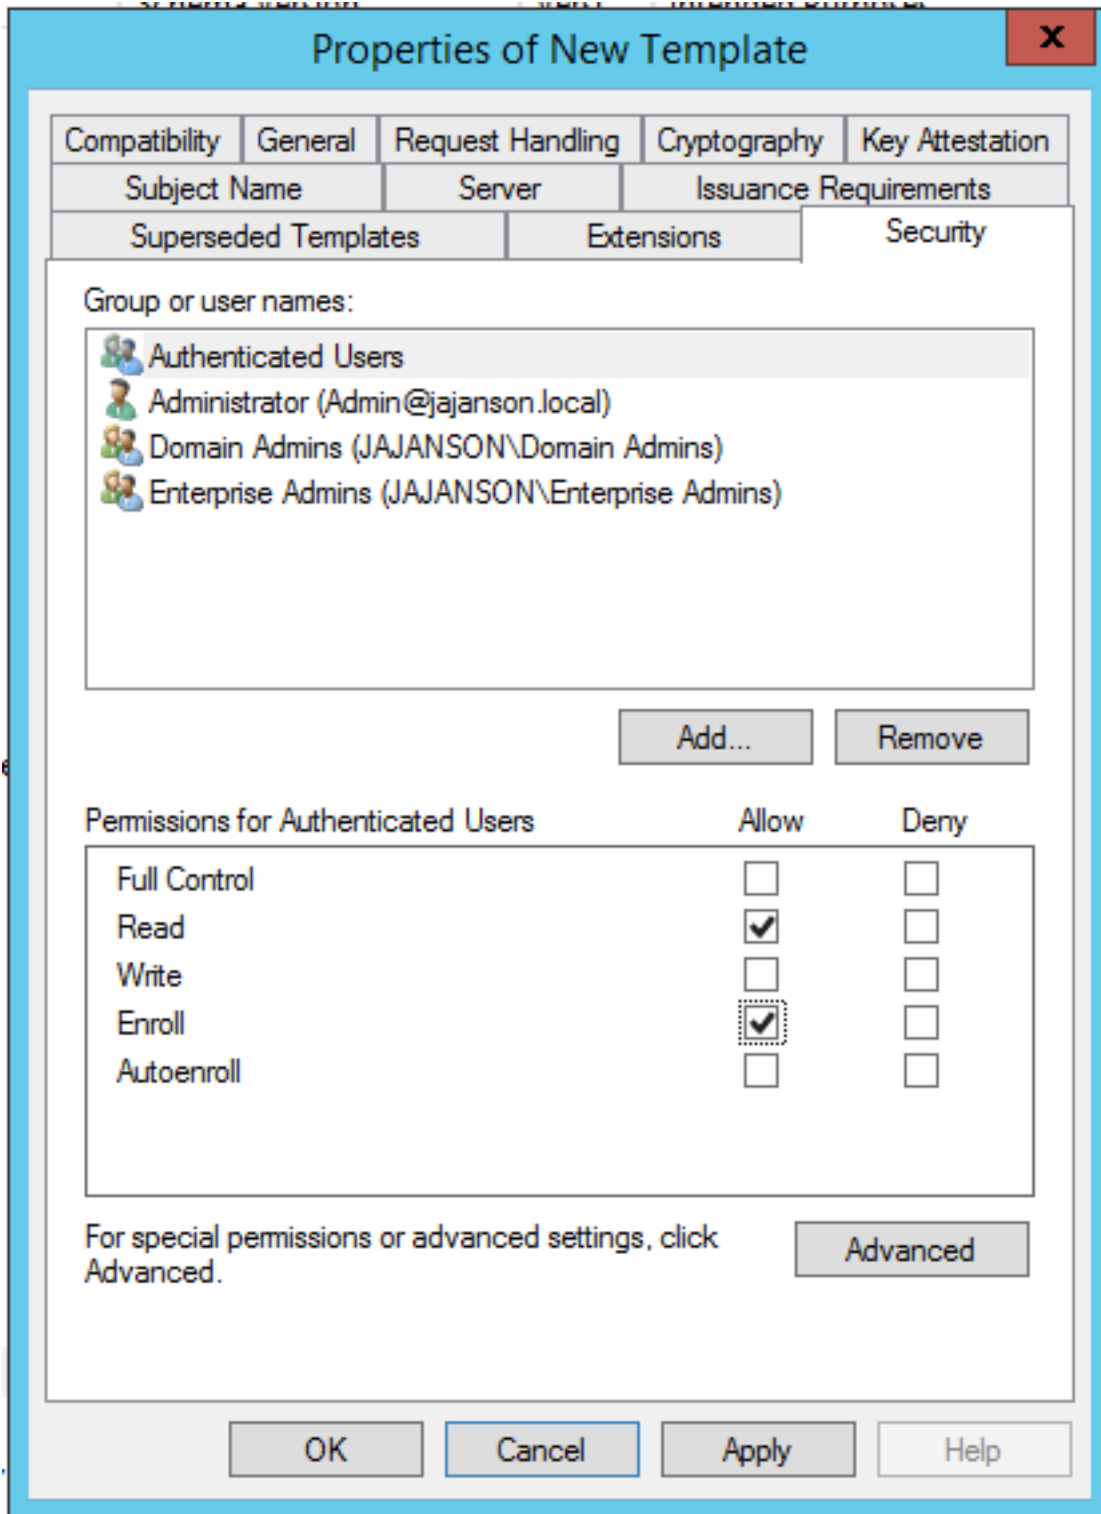 Properties of New Template
x
Compatibility General Request Handling Cryptography Key Attestation
Subject Name Server Issuance Requirements
Superseded Templates Extensions Security
Group or user names:
Authenticated Users
Administrator (Admin@jajanson.local)
Domain Admins (JAJANSON\Domain Admins)
Enterprise Admins (JAJANSON\Enterprise Admins)
Add... Remove
Permissions for Authenticated Users Allow Deny
Full Control
Read
Write
Enroll
Autoenroll
For special permissions or advanced settings, click
Advanced.
Advanced
OK Cancel Apply Help